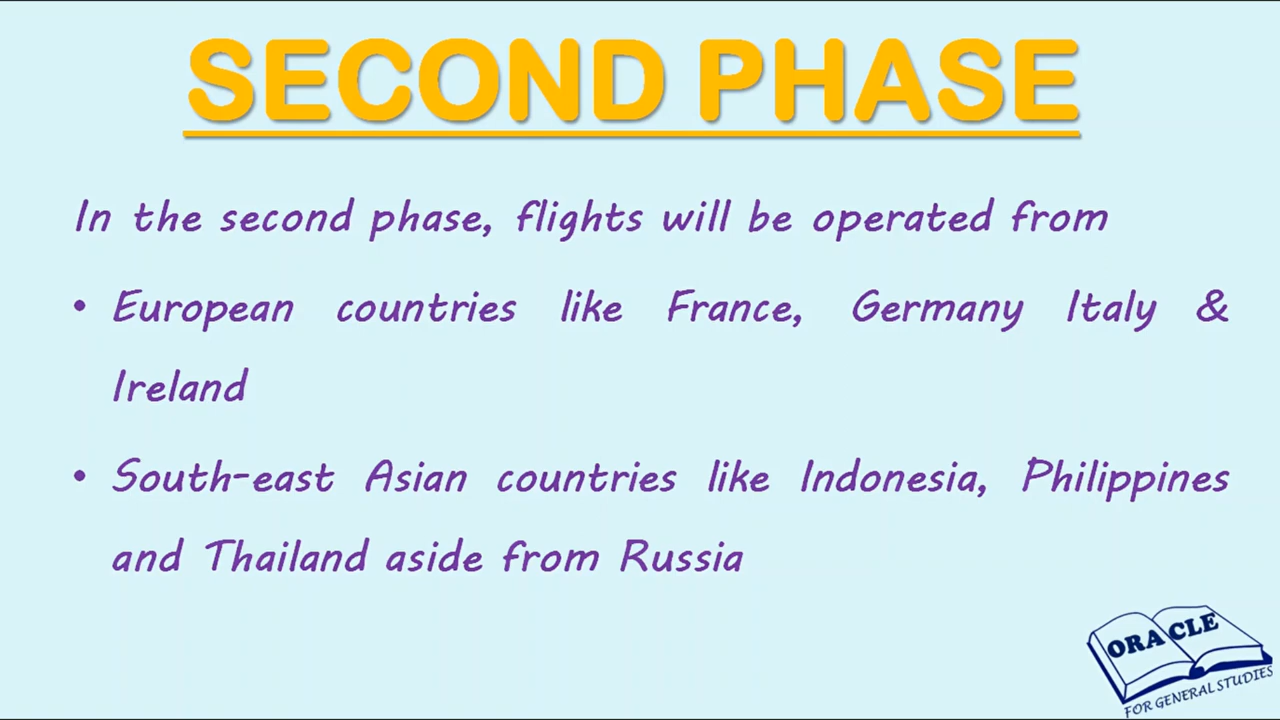 SECOND PHASE
In the second phase, flights will be operated from
• European countries like France, Germany Italy &
Ireland
• South-east Asian countries like Indonesia, Philippines
and Thailand aside from Russia
ORACLE
FOR GENERAL STUDIES